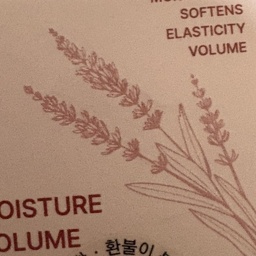 SOFTENS
ELASTICITY
VOLUME
OISTURE
OLUME
· 환불이